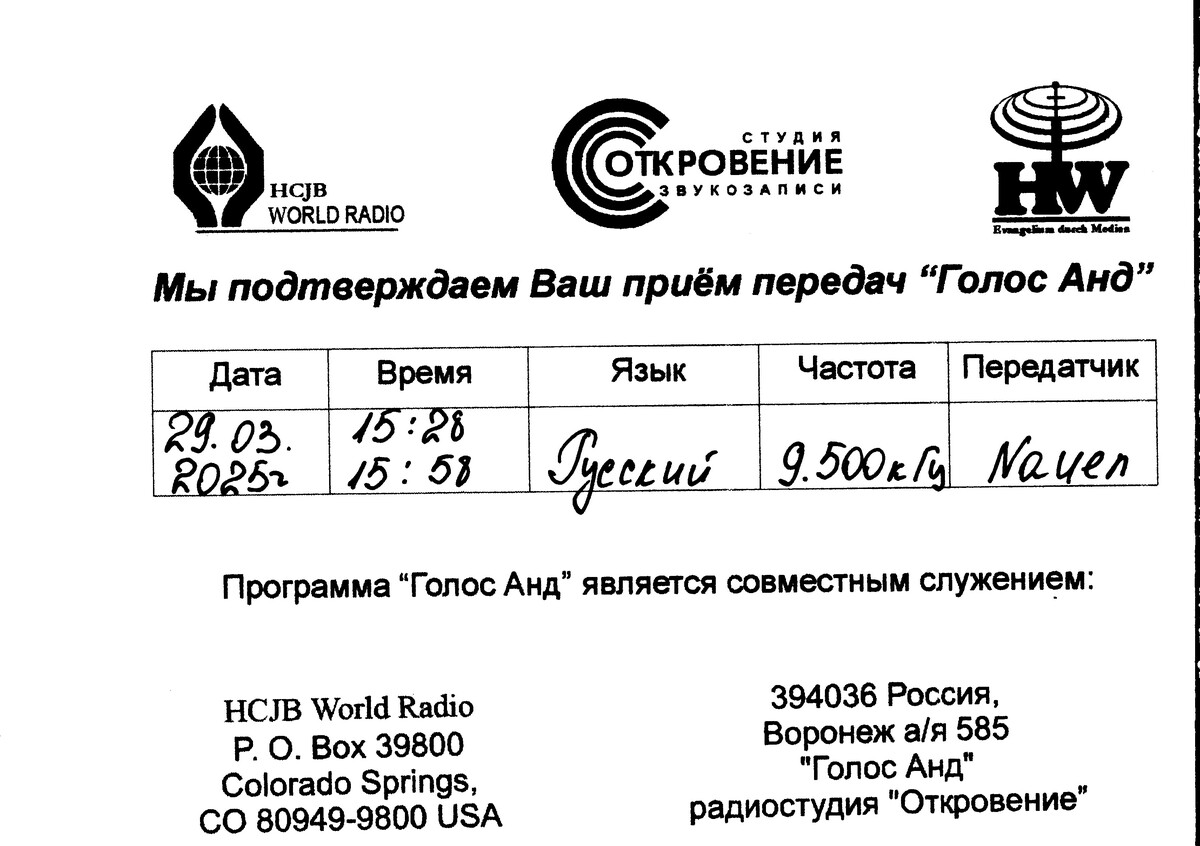 HCJB
WORLD RADIO
СТУДИЯ
ОТКРОВЕНИЕ
ЗВУКОЗАПИСИ
HW
Evangelium durch Medien
Мы подтверждаем Ваш приём передач “Голос Анд”
Дата Время Язык Частота Передатчик
29.03. 15:28
2025г 15:58 Русский 9.500кГц Nauen
Программа “Голос Анд” является совместным служением:
HCJB World Radio
P. O. Box 39800
Colorado Springs,
CO 80949-9800 USA
394036 Россия,
Воронеж а/я 585
"Голос Анд"
радиостудия "Откровение”